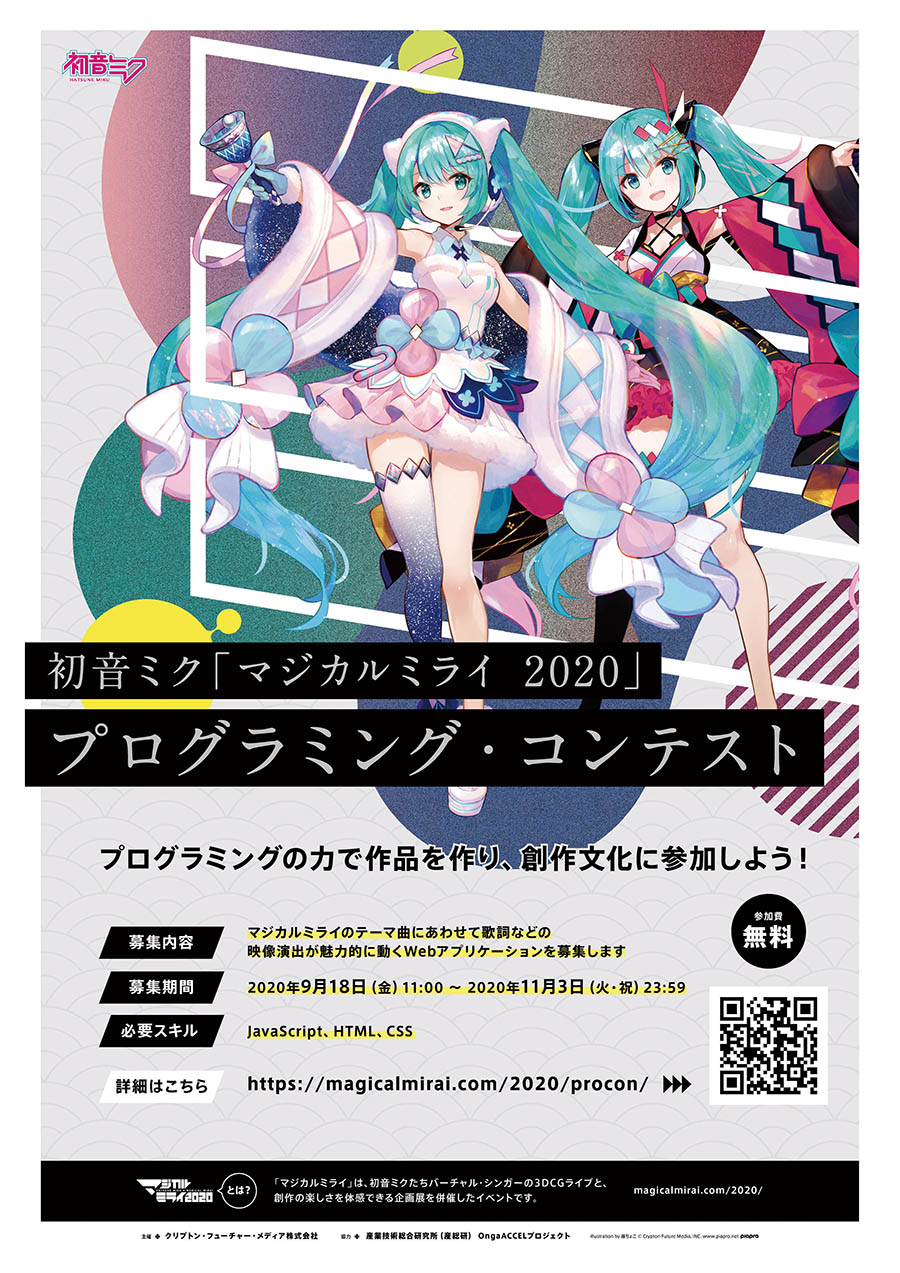 初音ミク
HATSUNE MIKU
初音ミク「マジカルミライ 2020」
プログラミング・コンテスト
プログラミングの力で作品を作り、創作文化に参加しよう！
参加費
無料
募集内容
マジカルミライのテーマ曲にあわせて歌詞などの
映像演出が魅力的に動くWebアプリケーションを募集します
募集期間
2020年9月18日（金）11:00 ～ 2020年11月3日（火・祝）23:59
必要スキル
JavaScript、HTML、CSS
詳細はこちら
https://magicalmirai.com/2020/procon/
マジカル
ミライ2020
とは？
「マジカルミライ」は、初音ミクたちバーチャル・シンガーの3DCGライブと、
創作の楽しさを体感できる企画展を併催したイベントです。
magicalmirai.com/2020/
主催 クリプトン・フューチャー・メディア株式会社 協力 産業技術総合研究所（産総研） OngaACCELプロジェクト illustration by 藤ちょこ © Crypton Future Media, INC. www.piapro.net piapro